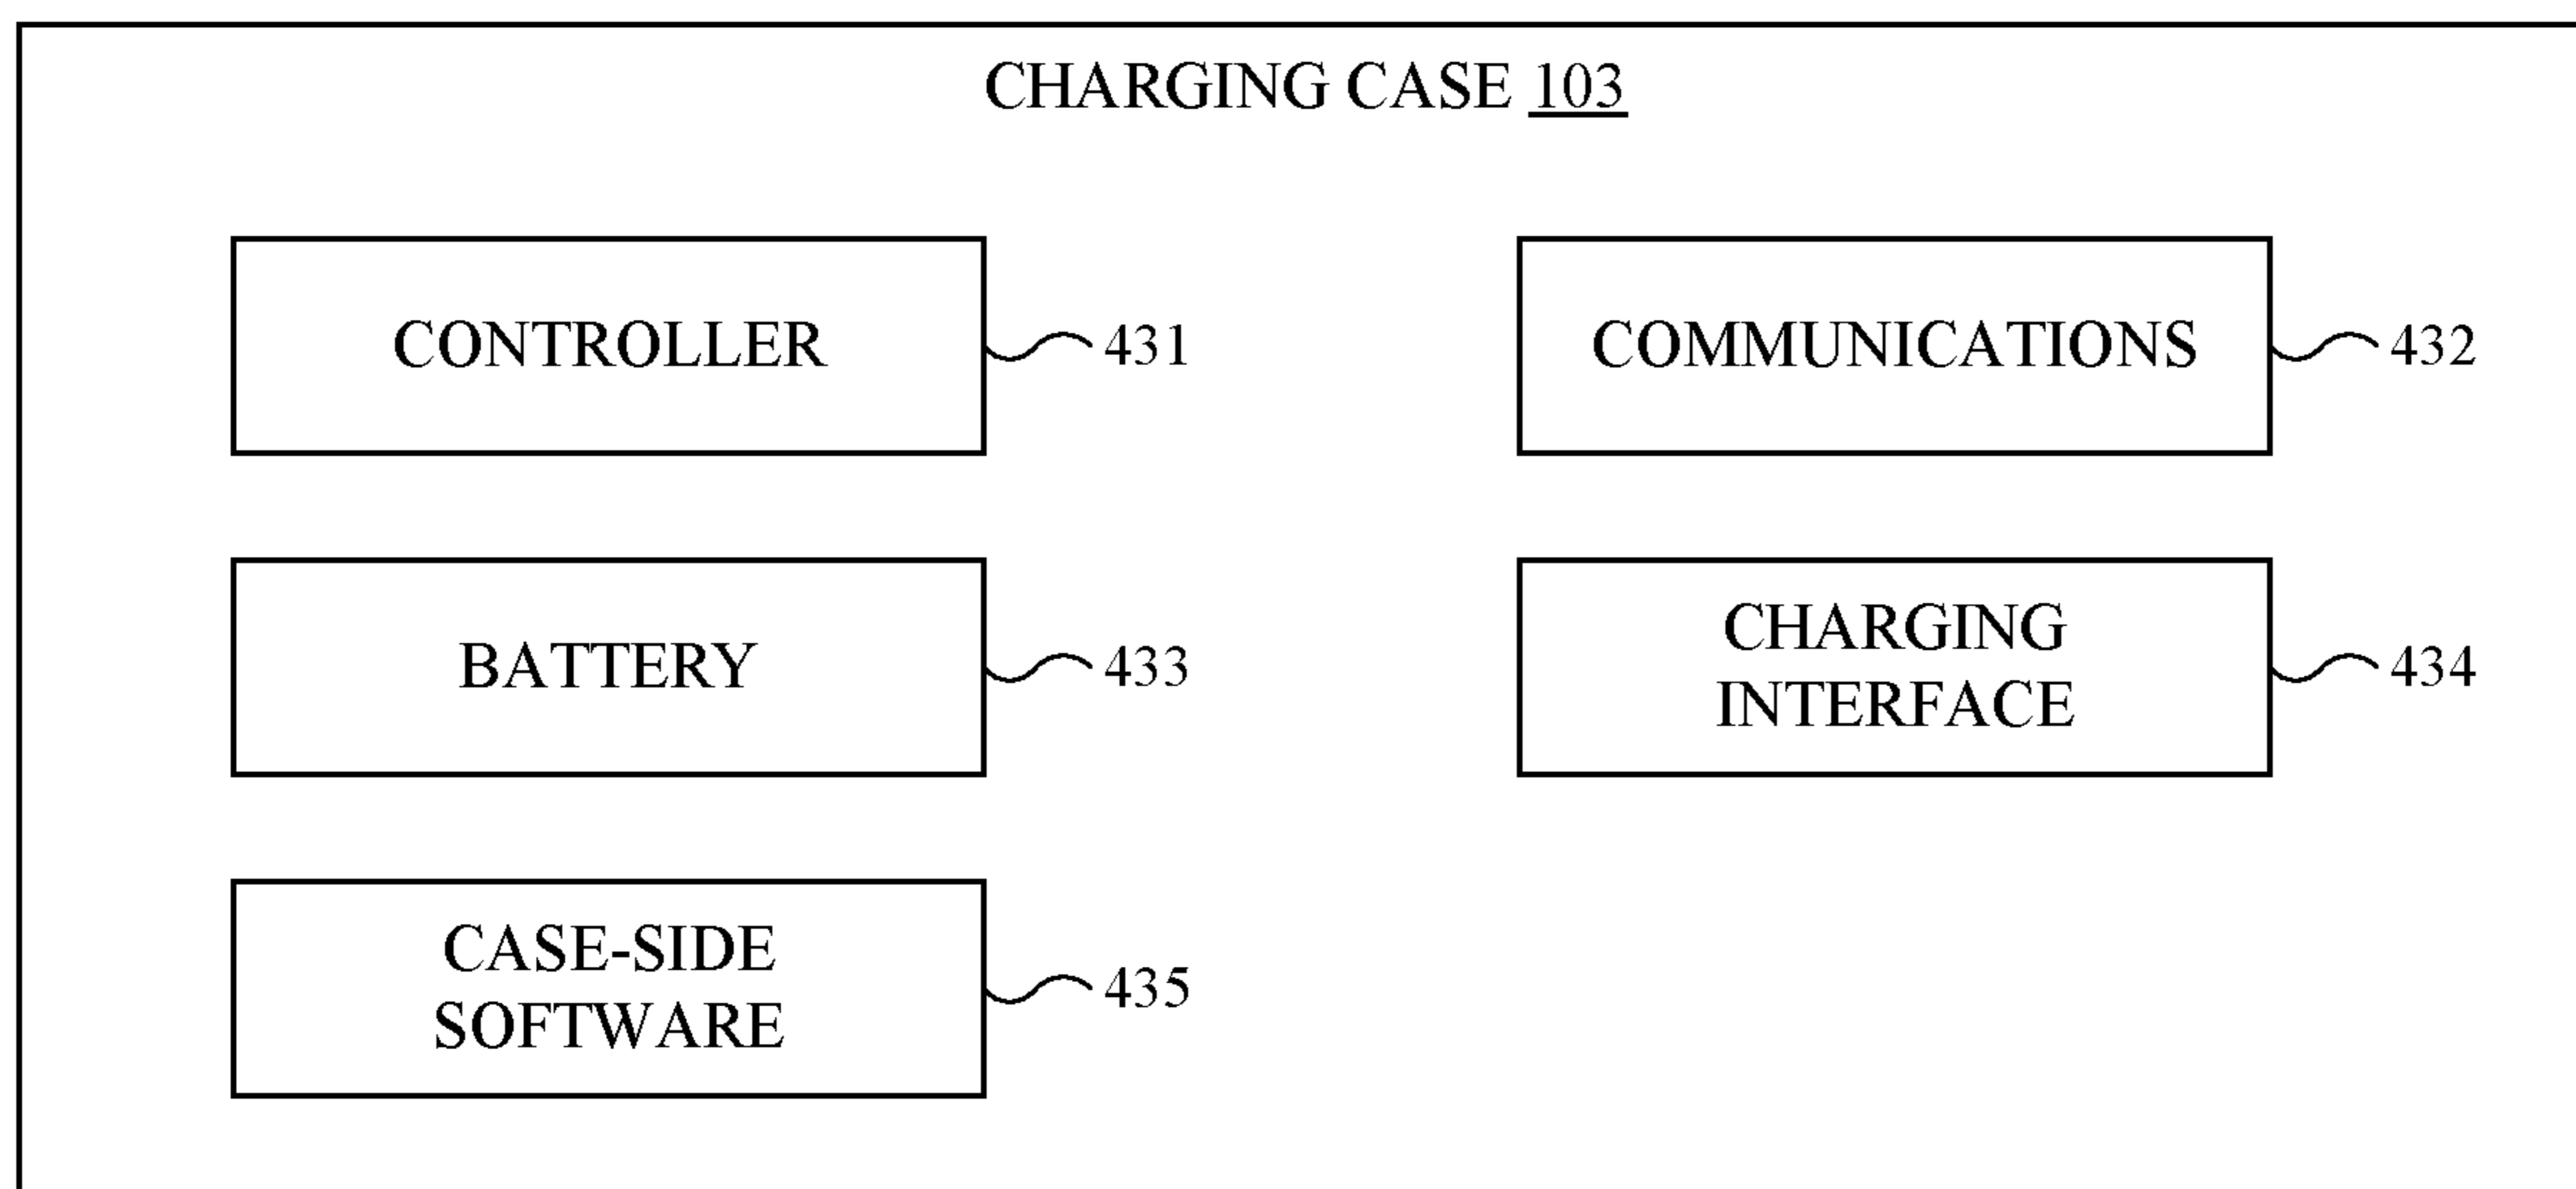 CHARGING CASE 103
CONTROLLER 431
COMMUNICATIONS 432
BATTERY 433
CHARGING
INTERFACE 434
CASE-SIDE
SOFTWARE 435